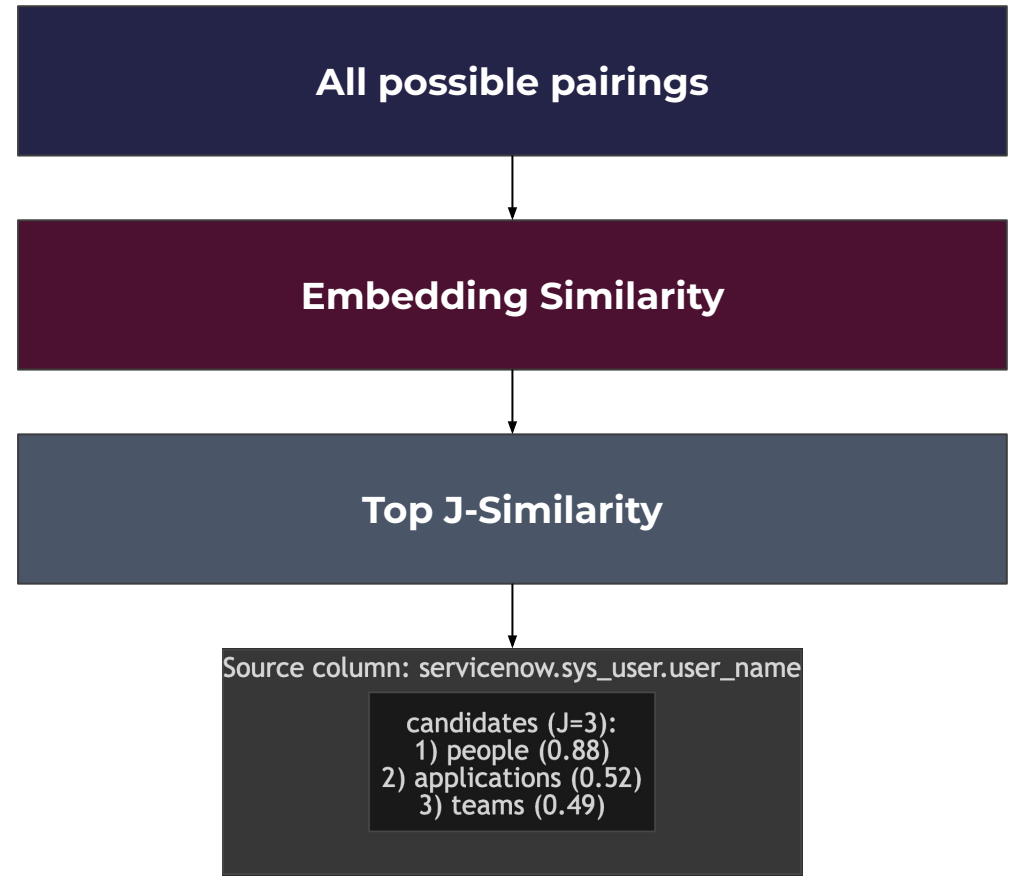 All possible pairings
Embedding Similarity
Top J-Similarity
Source column: servicenow.sys_user.user_name
candidates (J=3):
1) people (0.88)
2) applications (0.52)
3) teams (0.49)